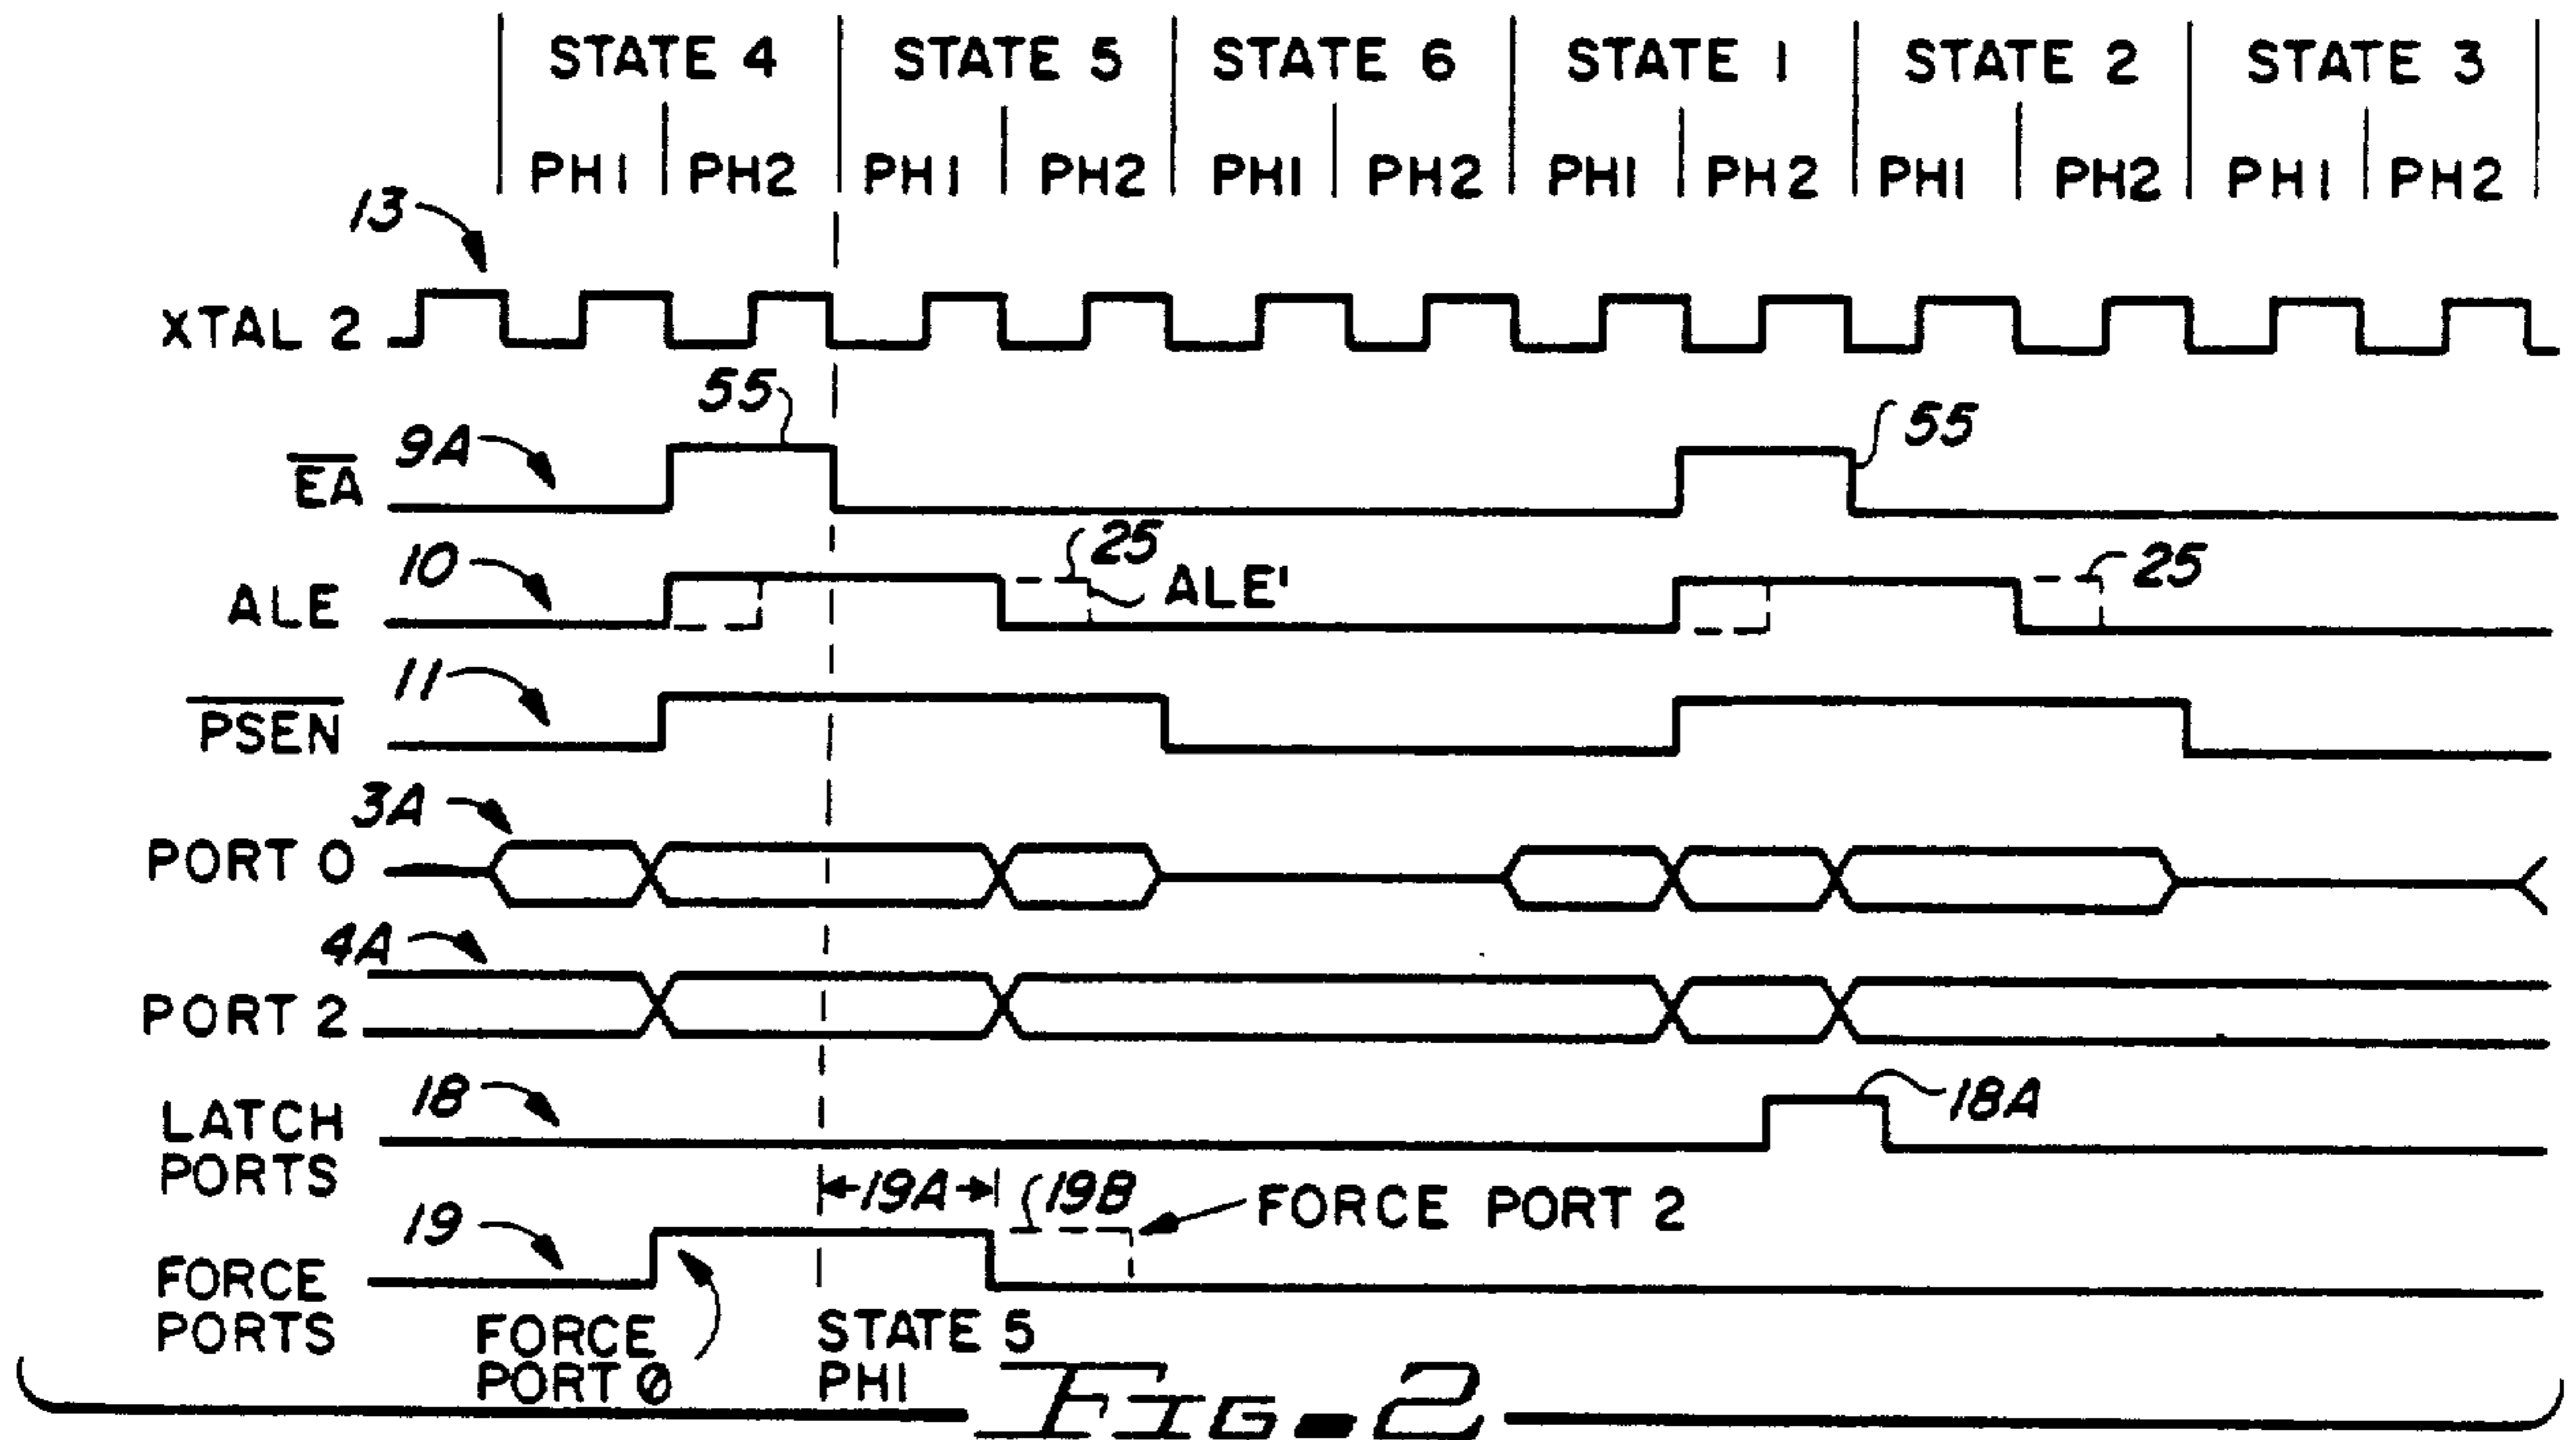 STATE 4 STATE 5 STATE 6 STATE 1 STATE 2 STATE 3
PH1 PH2 PH1 PH2 PH1 PH2 PH1 PH2 PH1 PH2 PH1 PH2
13
XTAL 2
55
9A 55
EA
10 25 ALE' 25
ALE
11
PSEN
3A
PORT 0
4A
PORT 2
18 18A
LATCH
PORTS
19A 19B FORCE PORT 2
19
FORCE
PORTS
FORCE
PORT 0
STATE 5
PH1
FIG-2